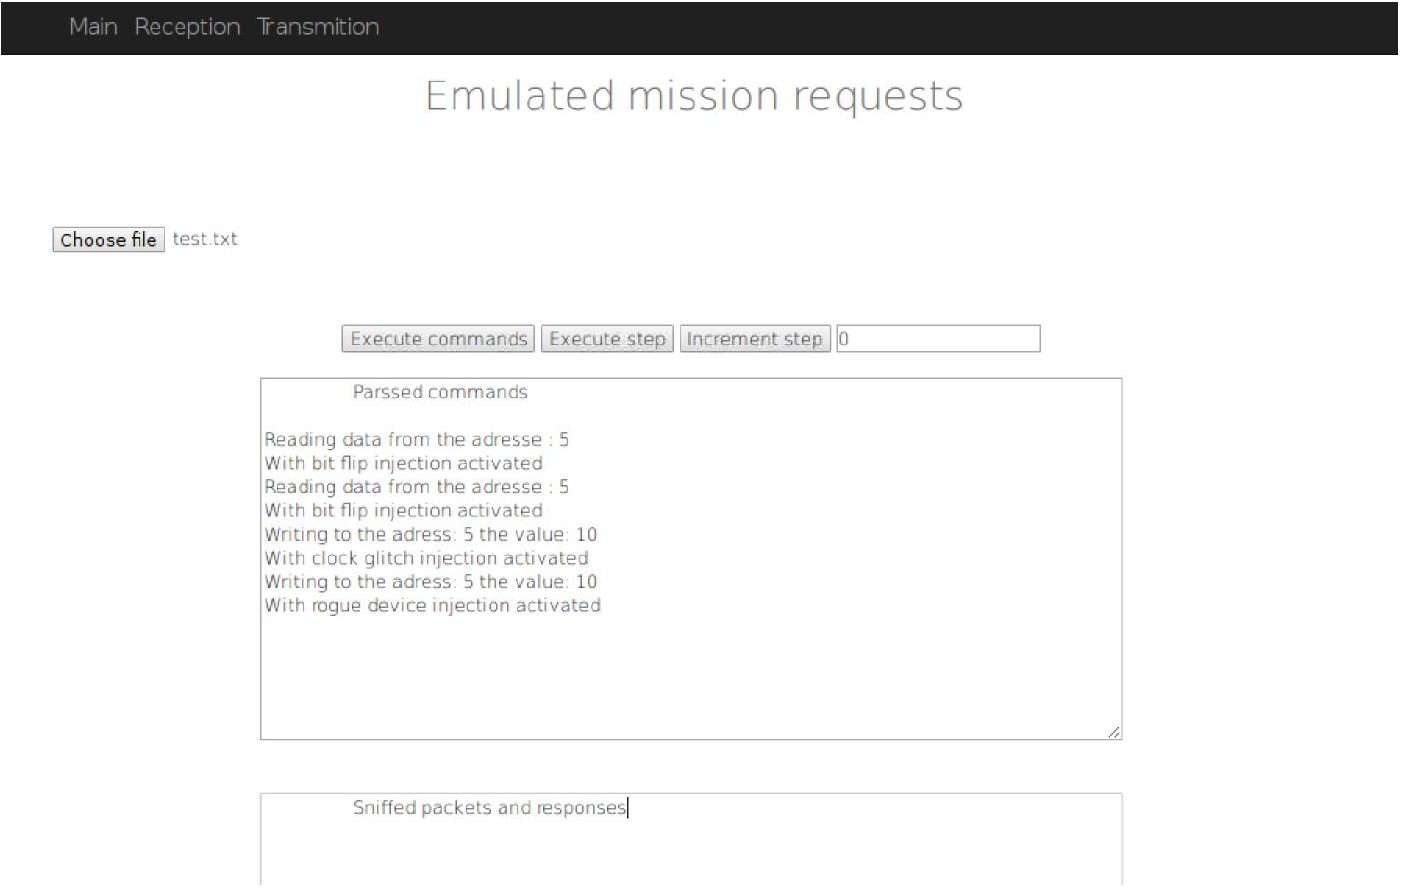 Main Reception Transmition
Emulated mission requests
Choose file test.txt
Execute commands Execute step Increment step 0
Parssed commands
Reading data from the adresse : 5
With bit flip injection activated
Reading data from the adresse : 5
With bit flip injection activated
Writing to the adress: 5 the value: 10
With clock glitch injection activated
Writing to the adress: 5 the value: 10
With rogue device injection activated
Sniffed packets and responses